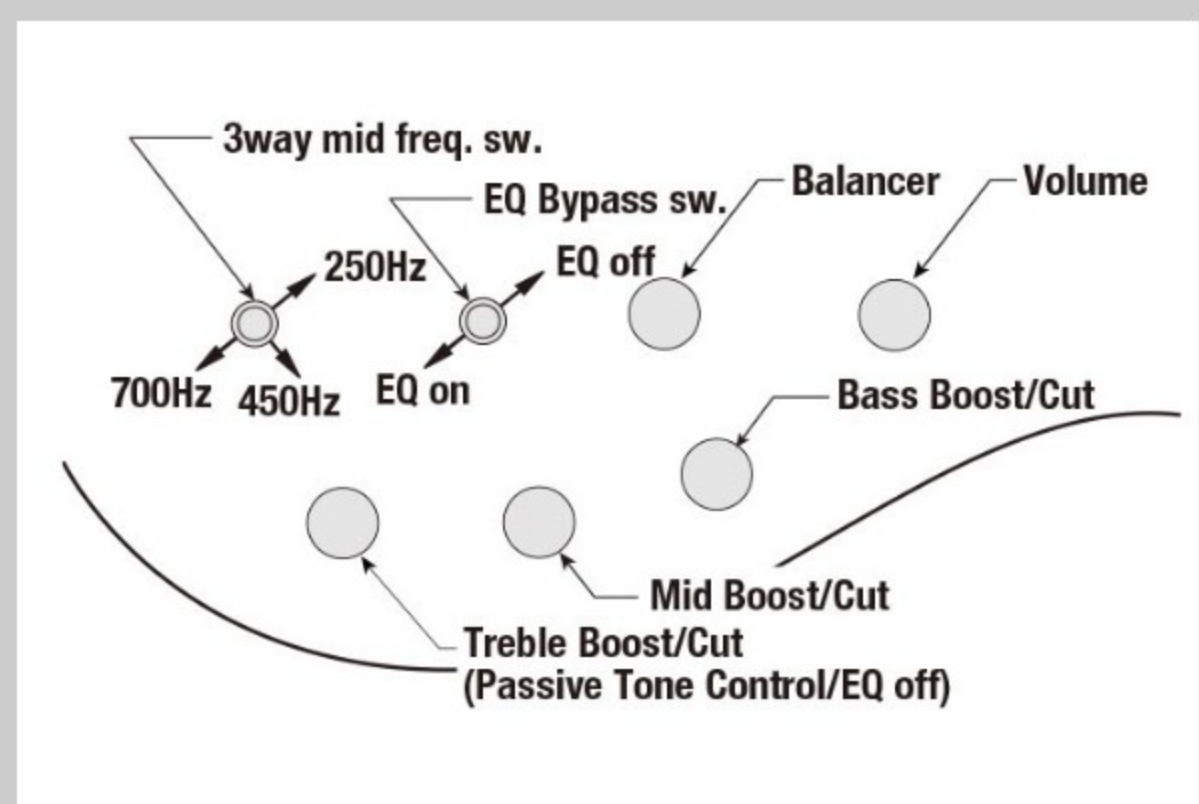 3way mid freq. sw.
EQ Bypass sw.
Balancer
Volume
250Hz
EQ off
700Hz
450Hz
EQ on
Bass Boost/Cut
Mid Boost/Cut
Treble Boost/Cut
(Passive Tone Control/EQ off)